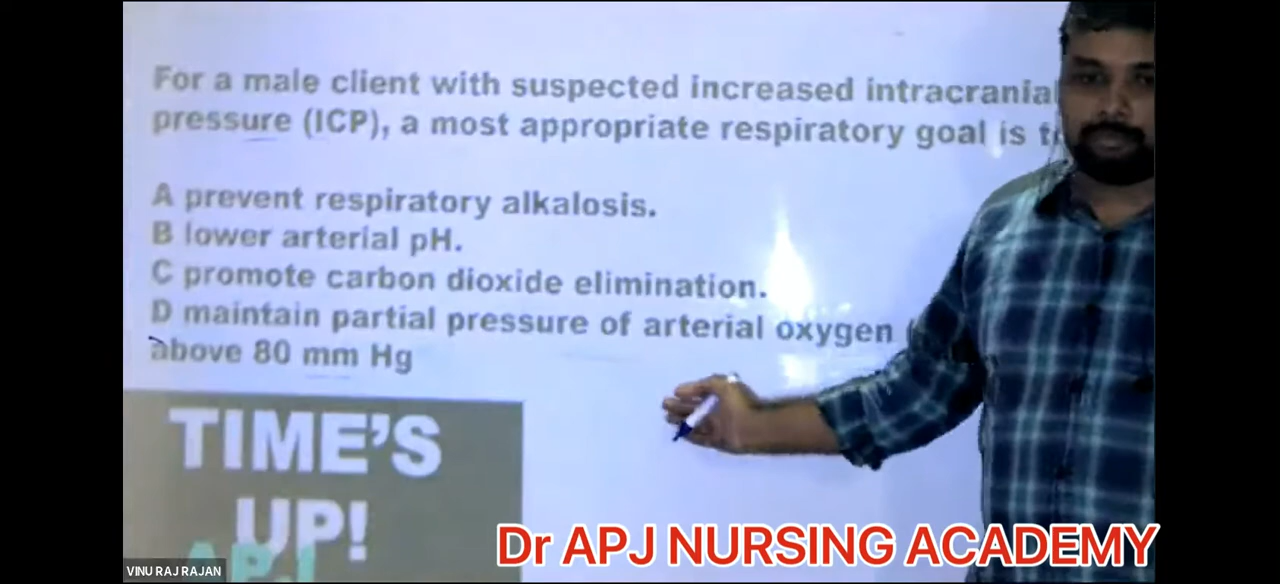 For a male client with suspected increased intracranial
pressure (ICP), a most appropriate respiratory goal is
A prevent respiratory alkalosis.
B lower arterial pH.
C promote carbon dioxide elimination.
D maintain partial pressure of arterial oxygen (
above 80 mm Hg
TIME'S
UP!
APJ
Dr APJ NURSING ACADEMY
VINU RAJ RAJAN